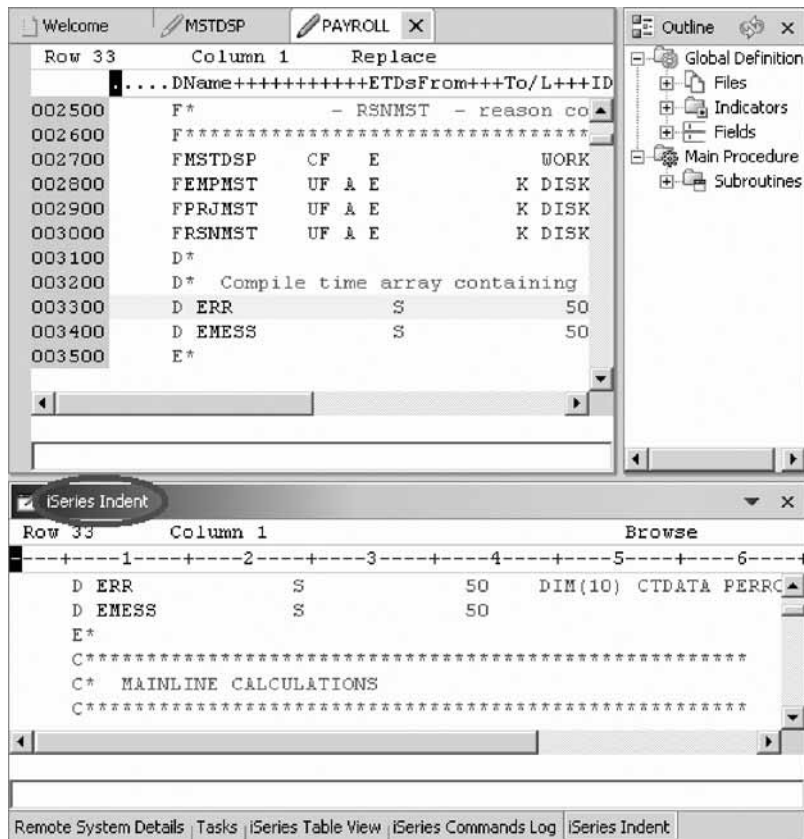 Welcome MSTDSP PAYROLL
Row 33 Column 1 Replace
.....DName+++++++++++ETDsFrom+++To/L+++ID
002500 F* - RSNMST - reason co
002600 F**********************************
002700 FMSTDSP CF E WORK
002800 FEMPMST UF A E K DISK
002900 FPRJMST UF A E K DISK
003000 FRSNMST UF A E K DISK
003100 D*
003200 D* Compile time array containing
003300 D ERR S 50
003400 D EMESS S 50
003500 E*
Outline
Global Definition
Files
Indicators
Fields
Main Procedure
Subroutines
iSeries Indent
Row 33 Column 1 Browse
----+----1----+----2----+----3----+----4----+----5----+----6----+
D ERR S 50 DIM(10) CTDATA PERRC
D EMESS S 50
E*
C******************************************************
C* MAINLINE CALCULATIONS
C******************************************************
Remote System Details Tasks iSeries Table View iSeries Commands Log iSeries Indent